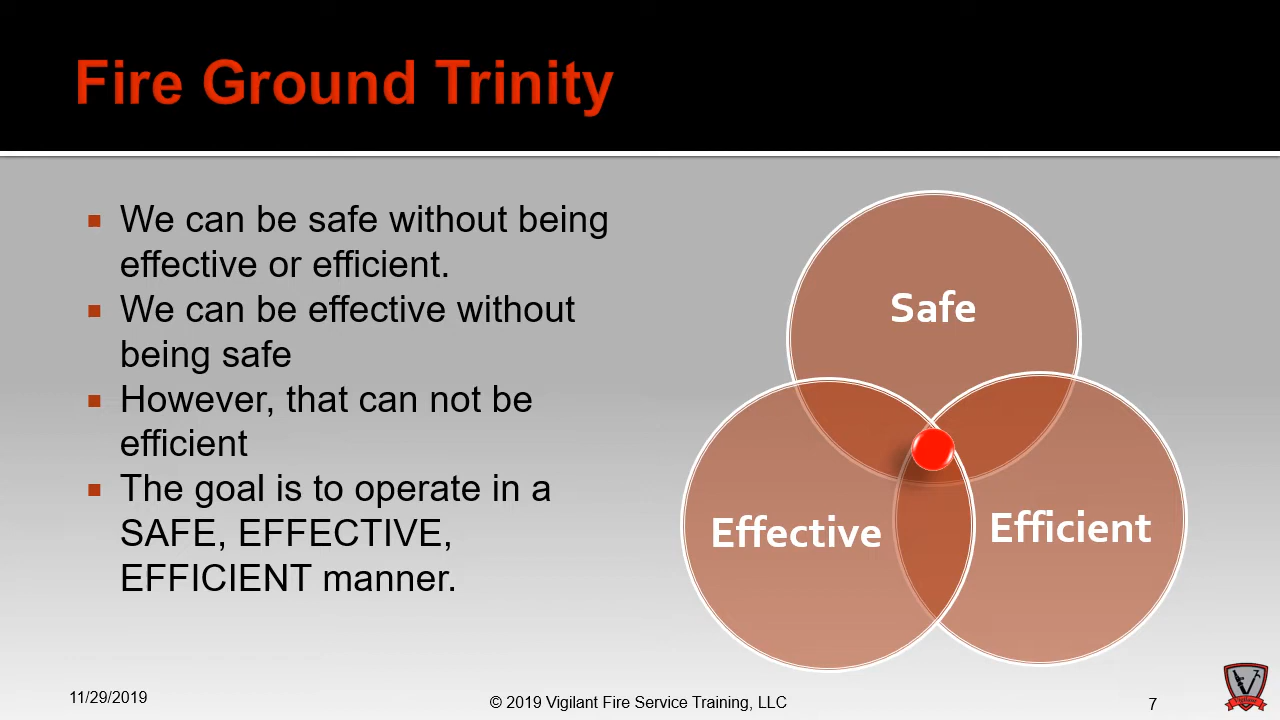 Fire Ground Trinity
We can be safe without being
effective or efficient.
We can be effective without
being safe
However, that can not be
efficient
The goal is to operate in a
SAFE, EFFECTIVE,
EFFICIENT manner.
Safe
Effective
Efficient
11/29/2019
© 2019 Vigilant Fire Service Training, LLC
7
Vigilant